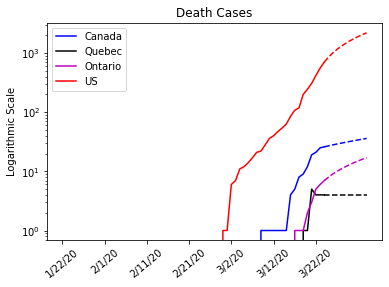 Death Cases
Canada
Quebec
Ontario
US
Logarithmic Scale
10³
10²
10¹
10⁰
1/22/20
2/1/20
2/11/20
2/21/20
3/2/20
3/12/20
3/22/20